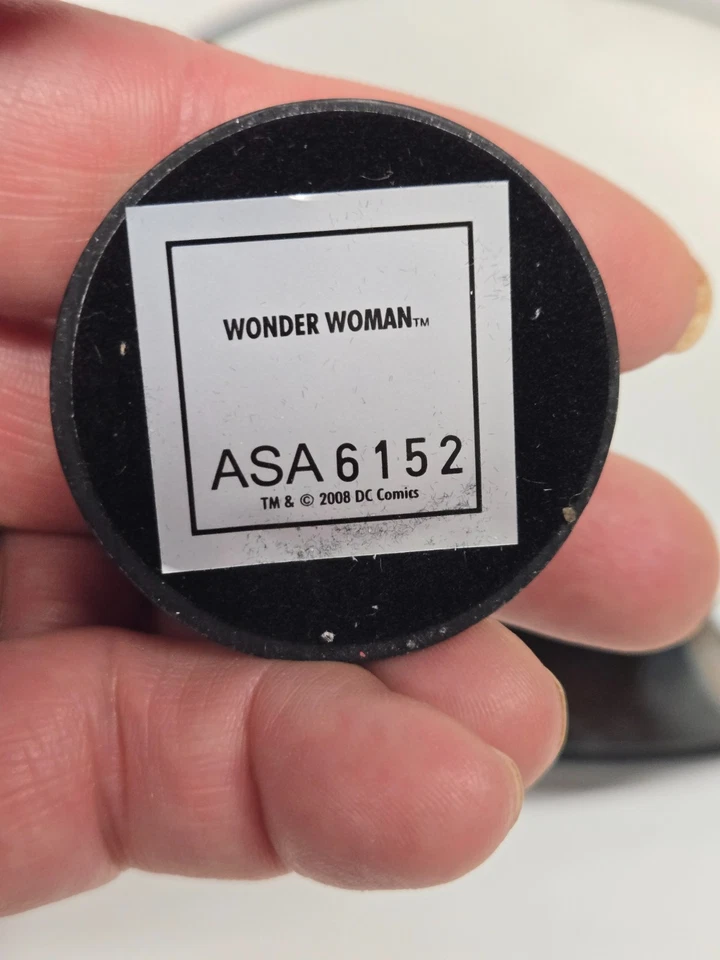 WONDER WOMAN™
ASA 6152
TM & © 2008 DC Comics